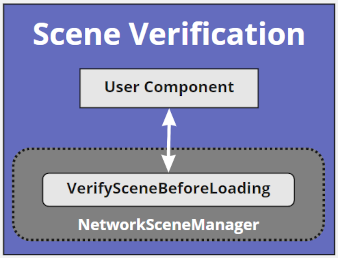 Scene Verification
User Component
VerifySceneBeforeLoading
NetworkSceneManager